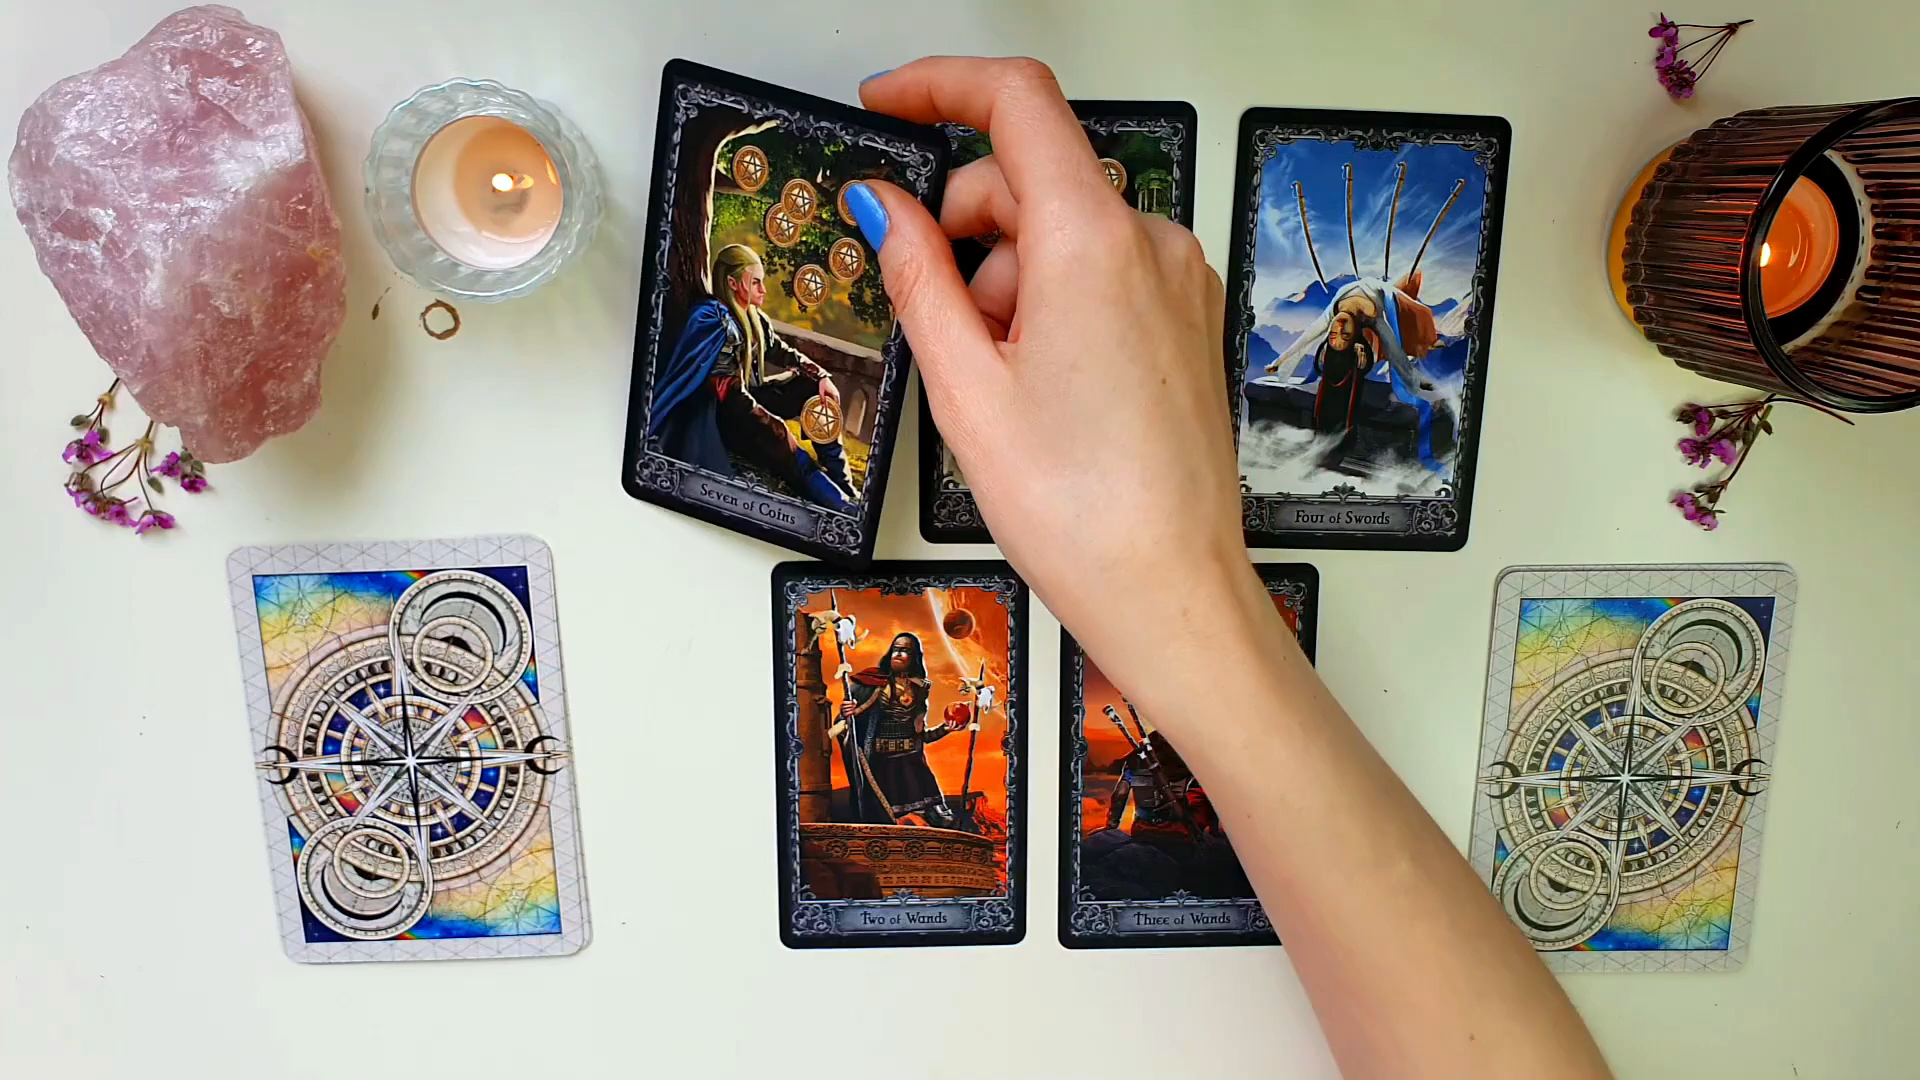 Seven of Coins
Four of Swords
Two of Wands
Three of Wands